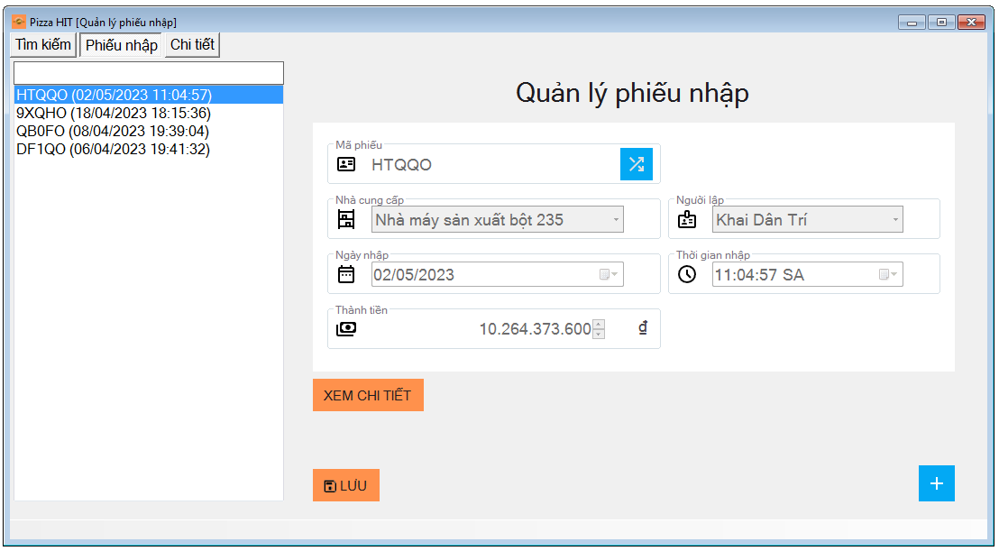 Pizza HIT [Quản lý phiếu nhập]
Tìm kiếm Phiếu nhập Chi tiết
HTQQO (02/05/2023 11:04:57)
9XQHO (18/04/2023 18:15:36)
QB0FO (08/04/2023 19:39:04)
DF1QO (06/04/2023 19:41:32)
Quản lý phiếu nhập
Mã phiếu
HTQQO
Nhà cung cấp
Nhà máy sản xuất bột 235
Người lập
Khai Dân Trí
Ngày nhập
02/05/2023
Thời gian nhập
11:04:57 SA
Thành tiền
10.264.373.600 ₫
XEM CHI TIẾT
LƯU